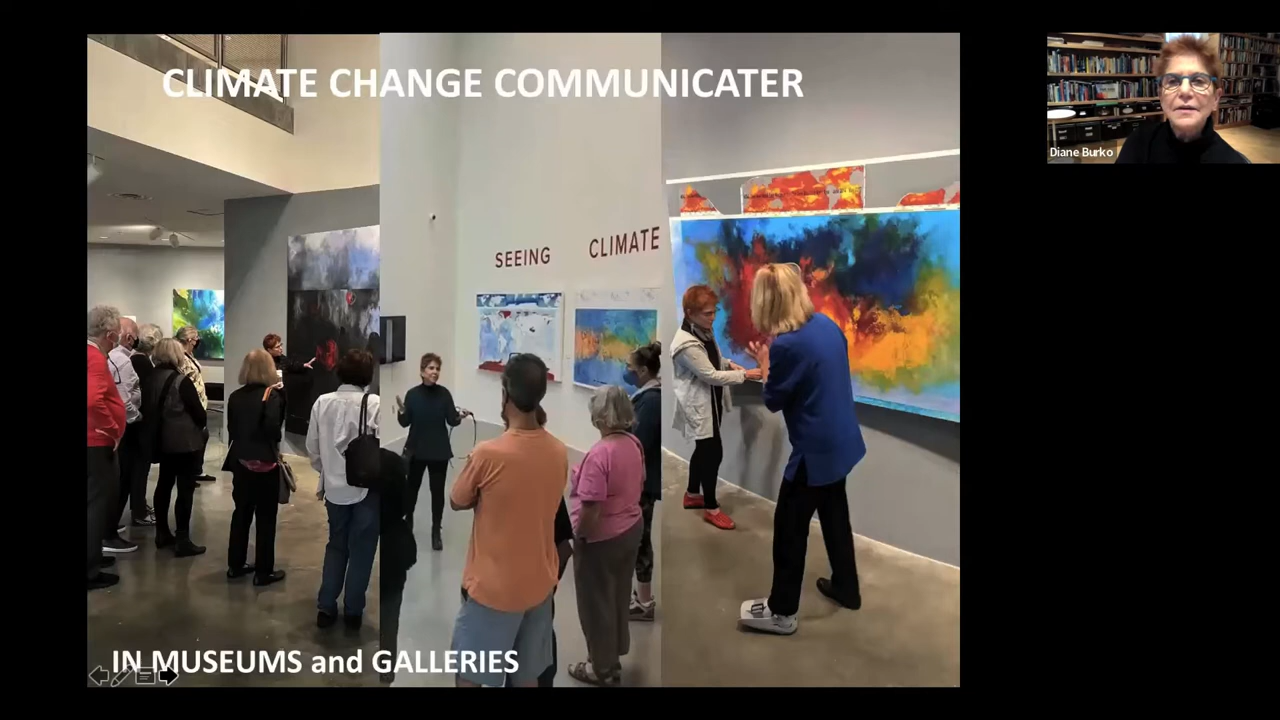 CLIMATE CHANGE COMMUNICATER
Diane Burko
SEEING CLIMATE
IN MUSEUMS and GALLERIES